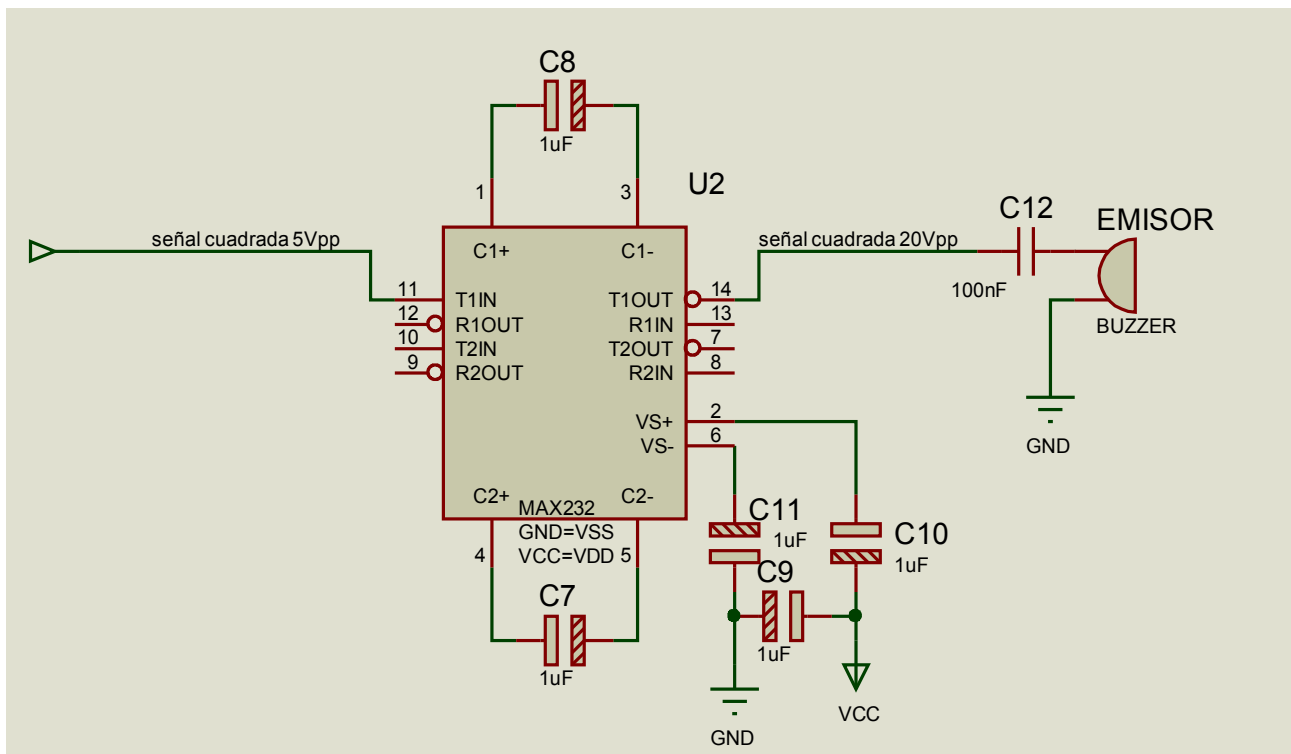 C8
1uF
U2
1
3
señal cuadrada 5Vpp
señal cuadrada 20Vpp
C12
100nF
EMISOR
BUZZER
GND
C1+
C1-
11
T1IN
T1OUT
14
12
R1OUT
R1IN
13
10
T2IN
T2OUT
7
9
R2OUT
R2IN
8
VS+
2
VS-
6
C2+
C2-
MAX232
GND=VSS
VCC=VDD
4
5
C11
1uF
C10
1uF
C9
1uF
C7
1uF
GND
VCC